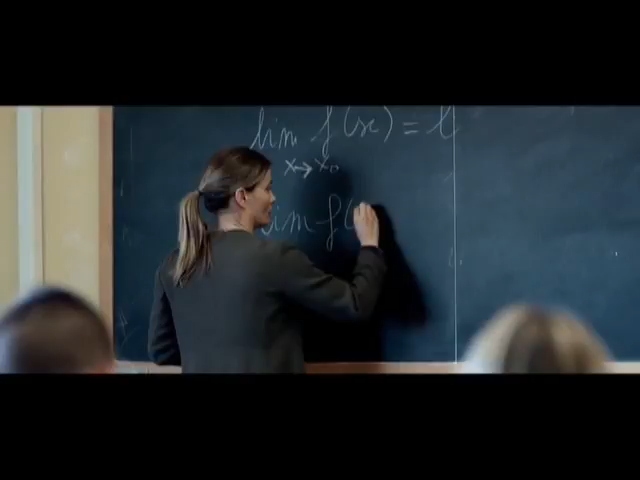 lim f(x) = l
x→x₀
lim f(